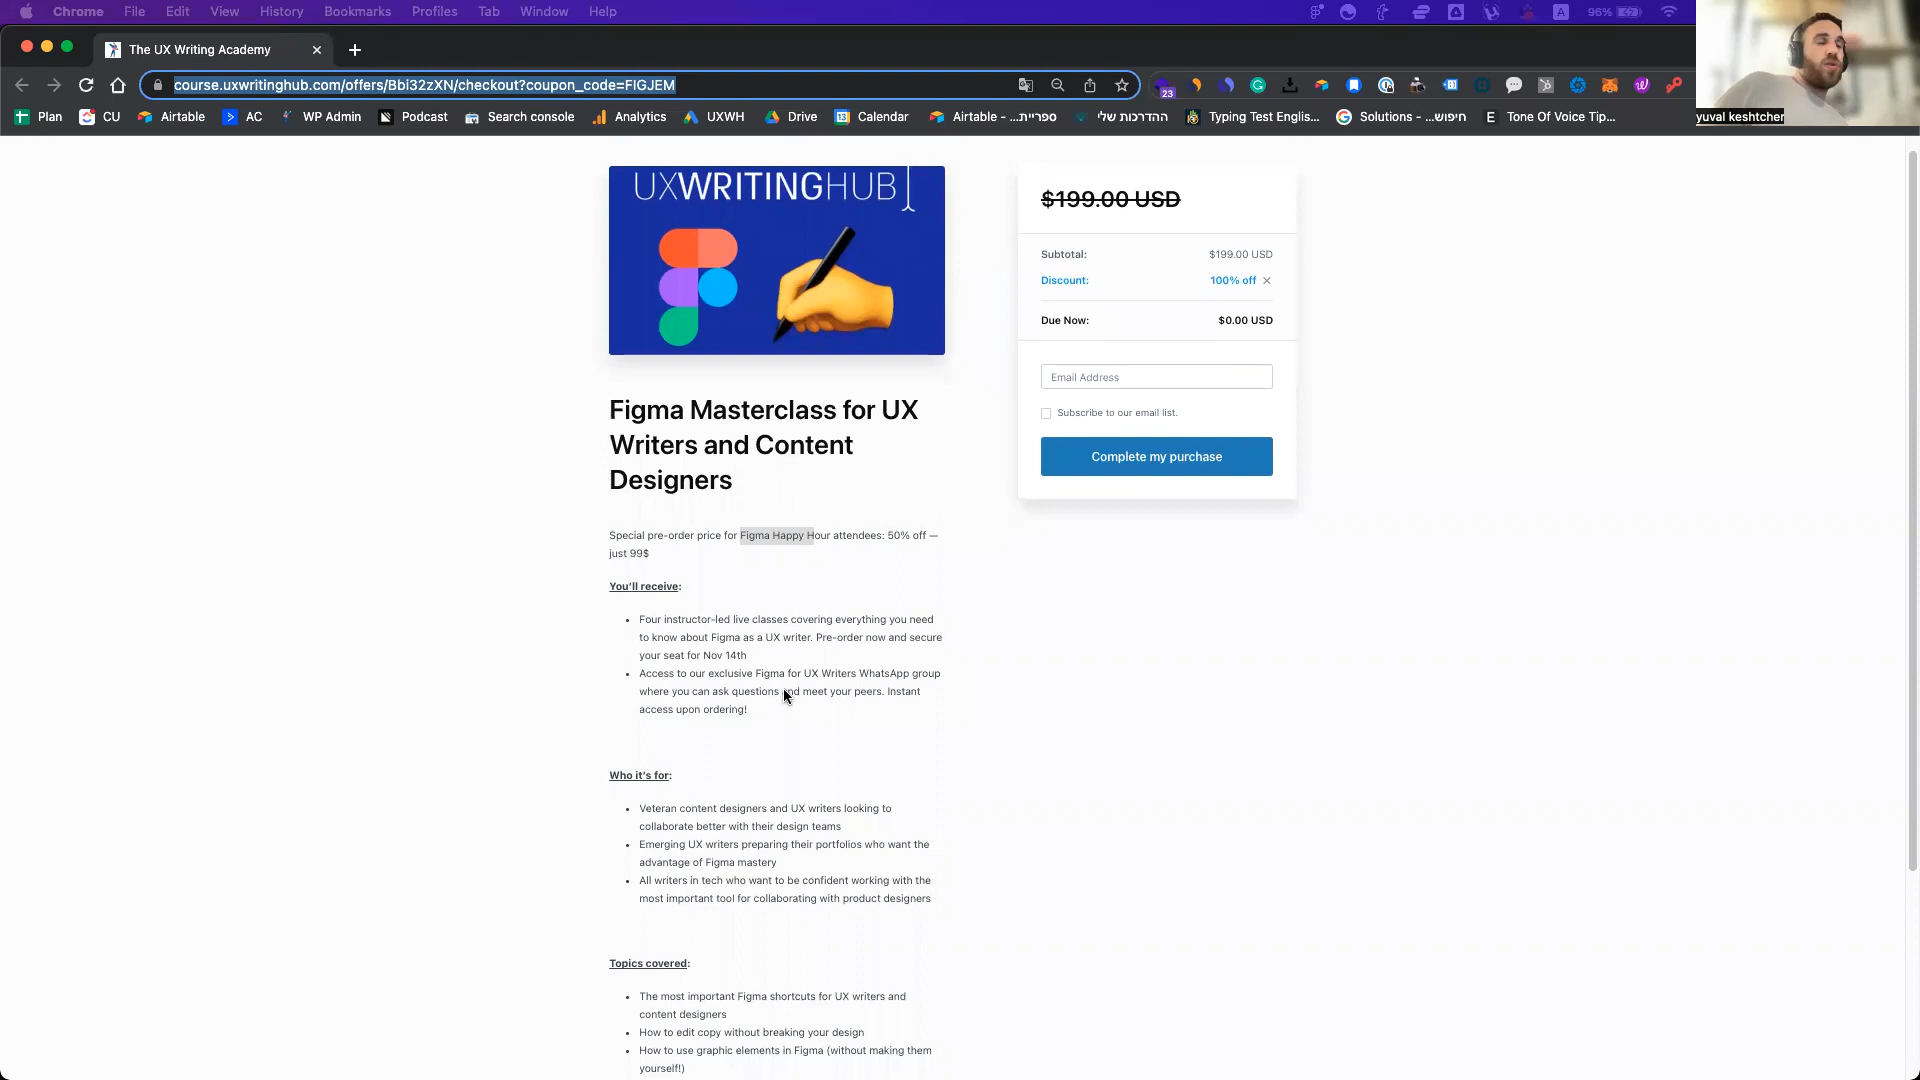 Chrome File Edit View History Bookmarks Profiles Tab Window Help
A 96%
The UX Writing Academy
course.uxwritinghub.com/offers/Bbi32zXN/checkout?coupon_code=FIGJEM
23
Plan CU Airtable AC WP Admin Podcast Search console Analytics UXWH Drive 13 Calendar Airtable - ...ספריית ההדרכות שלי Typing Test Englis... Solutions - ...חיפוש E Tone Of Voice Tip...
yuval keshtcher
UXWRITINGHUB
$199.00 USD
Subtotal: $199.00 USD
Discount: 100% off
Due Now: $0.00 USD
Email Address
Subscribe to our email list.
Complete my purchase
Figma Masterclass for UX
Writers and Content
Designers
Special pre-order price for Figma Happy Hour attendees: 50% off —
just 99$
You’ll receive:
Four instructor-led live classes covering everything you need
to know about Figma as a UX writer. Pre-order now and secure
your seat for Nov 14th
Access to our exclusive Figma for UX Writers WhatsApp group
where you can ask questions and meet your peers. Instant
access upon ordering!
Who it’s for:
Veteran content designers and UX writers looking to
collaborate better with their design teams
Emerging UX writers preparing their portfolios who want the
advantage of Figma mastery
All writers in tech who want to be confident working with the
most important tool for collaborating with product designers
Topics covered:
The most important Figma shortcuts for UX writers and
content designers
How to edit copy without breaking your design
How to use graphic elements in Figma (without making them
yourself!)